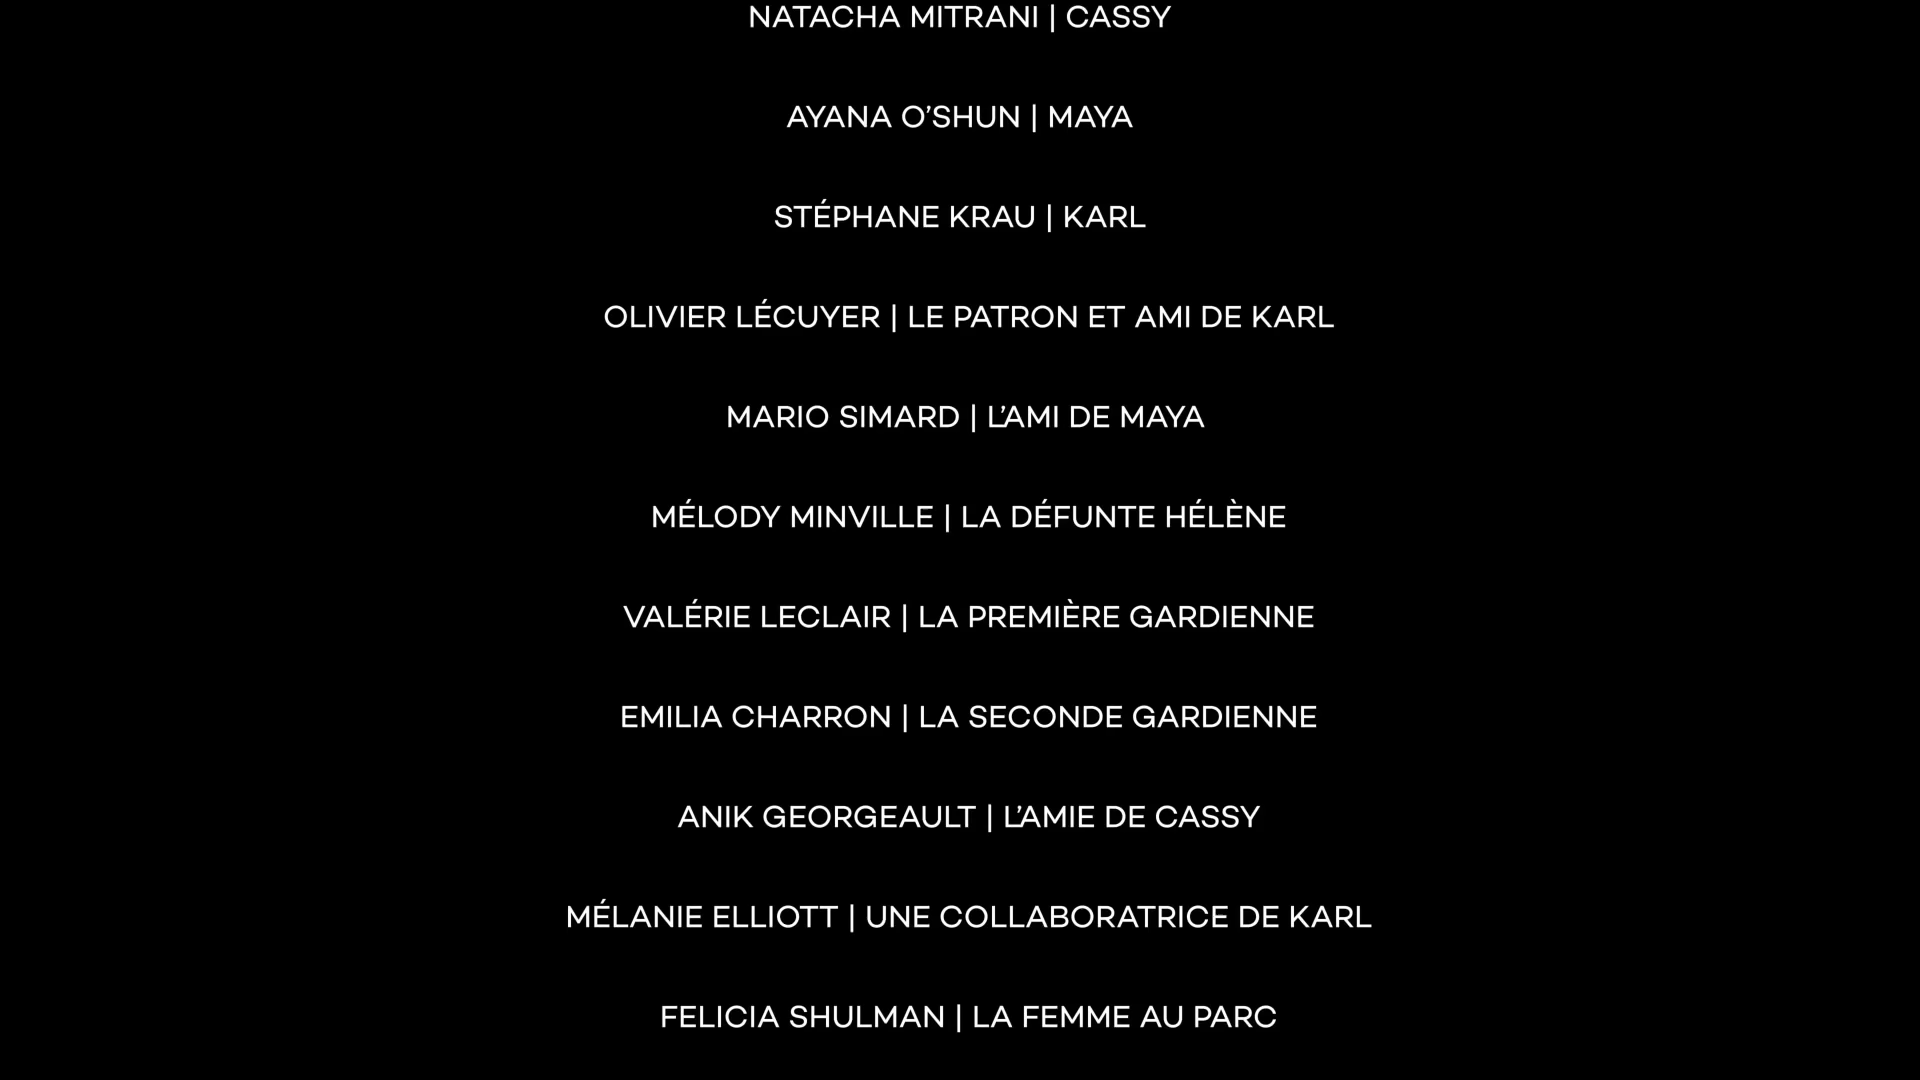 NATACHA MITRANI | CASSY
AYANA O’SHUN | MAYA
STÉPHANE KRAU | KARL
OLIVIER LÉCUYER | LE PATRON ET AMI DE KARL
MARIO SIMARD | L’AMI DE MAYA
MÉLODY MINVILLE | LA DÉFUNTE HÉLÈNE
VALÉRIE LECLAIR | LA PREMIÈRE GARDIENNE
EMILIA CHARRON | LA SECONDE GARDIENNE
ANIK GEORGEAULT | L’AMIE DE CASSY
MÉLANIE ELLIOTT | UNE COLLABORATRICE DE KARL
FELICIA SHULMAN | LA FEMME AU PARC